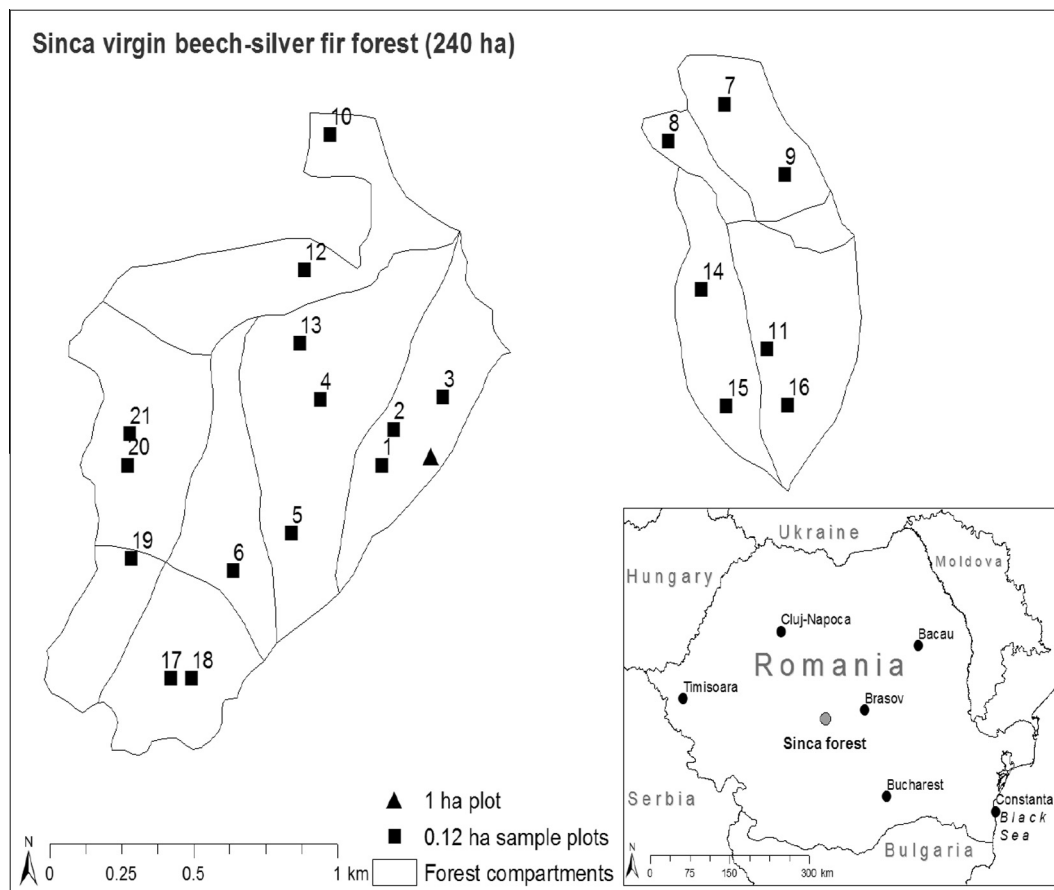 Sinca virgin beech-silver fir forest (240 ha)
7
10
8
9
12
14
13
11
3
4
15
16
2
21
1
20
5
19
6
17 18
Ukraine
Moldova
Hungary
Cluj-Napoca
Bacau
Romania
Timisoara
Brasov
Sinca forest
Bucharest
Serbia
Constanta
Black
Sea
Bulgaria
N
0 75 150 300 km
1 ha plot
0.12 ha sample plots
Forest compartments
N
0 0.25 0.5 1 km